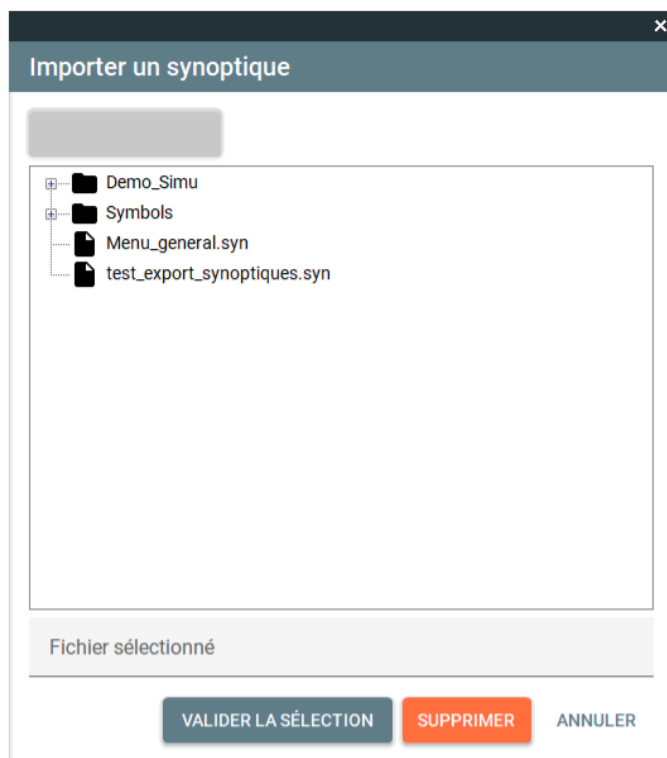 Importer un synoptique
Demo_Simu
Symbols
Menu_general.syn
test_export_synoptiques.syn
Fichier sélectionné
VALIDER LA SÉLECTION SUPPRIMER ANNULER